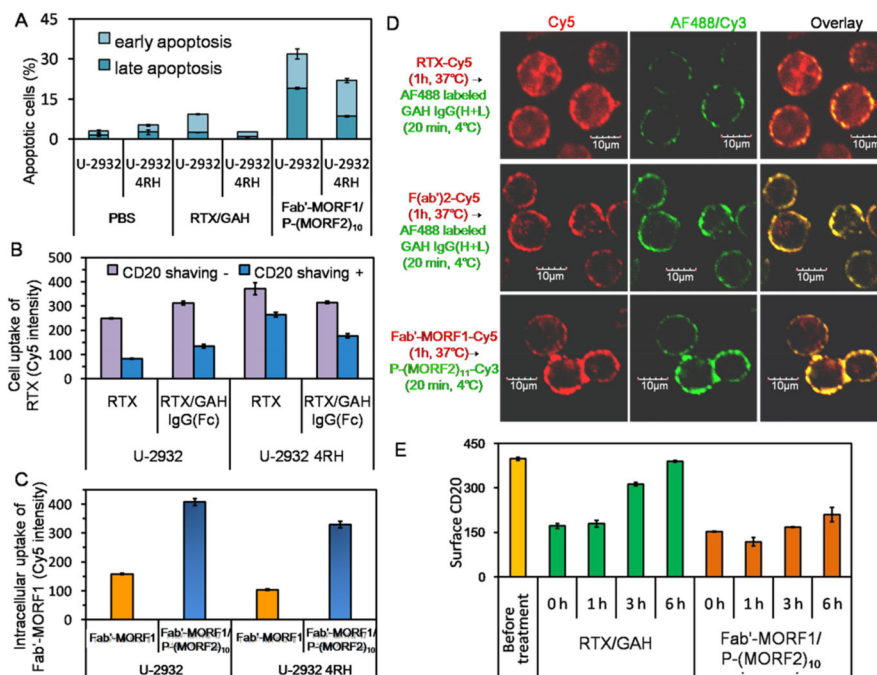 A
45
30
15
0
Apoptotic cells (%)
early apoptosis
late apoptosis
U-2932
U-2932
4RH
U-2932
U-2932
4RH
U-2932
U-2932
4RH
PBS
RTX/GAH
Fab'-MORF1/
P-(MORF2)10
B
500
400
300
200
100
0
Cell uptake of
RTX (Cy5 intensity)
CD20 shaving -
CD20 shaving +
RTX
RTX/GAH
IgG(Fc)
RTX
RTX/GAH
IgG(Fc)
U-2932
U-2932 4RH
C
400
300
200
100
0
Intracellular uptake of
Fab'-MORF1 (Cy5 intensity)
Fab'-MORF1
Fab'-MORF1/
P-(MORF2)10
Fab'-MORF1
Fab'-MORF1/
P-(MORF2)10
U-2932
U-2932 4RH
D
Cy5
AF488/Cy3
Overlay
RTX-Cy5
(1h, 37℃) →
AF488 labeled
GAH IgG(H+L)
(20 min, 4℃)
10μm
10μm
10μm
F(ab')2-Cy5
(1h, 37℃) →
AF488 labeled
GAH IgG(H+L)
(20 min, 4℃)
10μm
10μm
10μm
Fab'-MORF1-Cy5
(1h, 37℃) →
P-(MORF2)11-Cy3
(20 min, 4℃)
10μm
10μm
10μm
E
450
300
150
0
Surface CD20
Before
treatment
0 h
1 h
3 h
6 h
0 h
1 h
3 h
6 h
RTX/GAH
Fab'-MORF1/
P-(MORF2)10